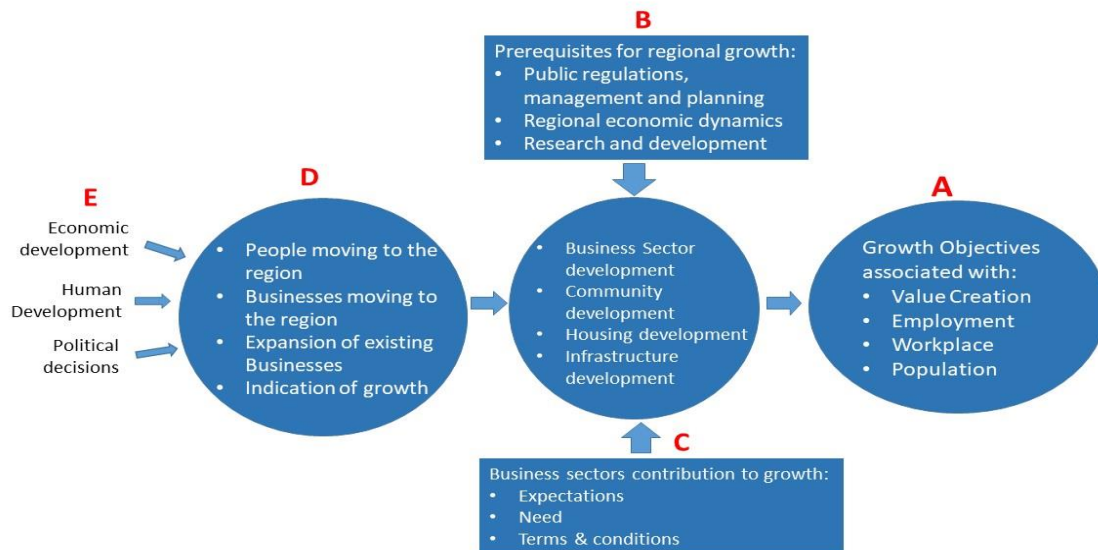 B
Prerequisites for regional growth:
• Public regulations,
management and planning
• Regional economic dynamics
• Research and development
E
Economic
development
Human
Development
Political
decisions
D
• People moving to the
region
• Businesses moving to
the region
• Expansion of existing
Businesses
• Indication of growth
• Business Sector
development
• Community
development
• Housing development
• Infrastructure
development
A
Growth Objectives
associated with:
• Value Creation
• Employment
• Workplace
• Population
C
Business sectors contribution to growth:
• Expectations
• Need
• Terms & conditions